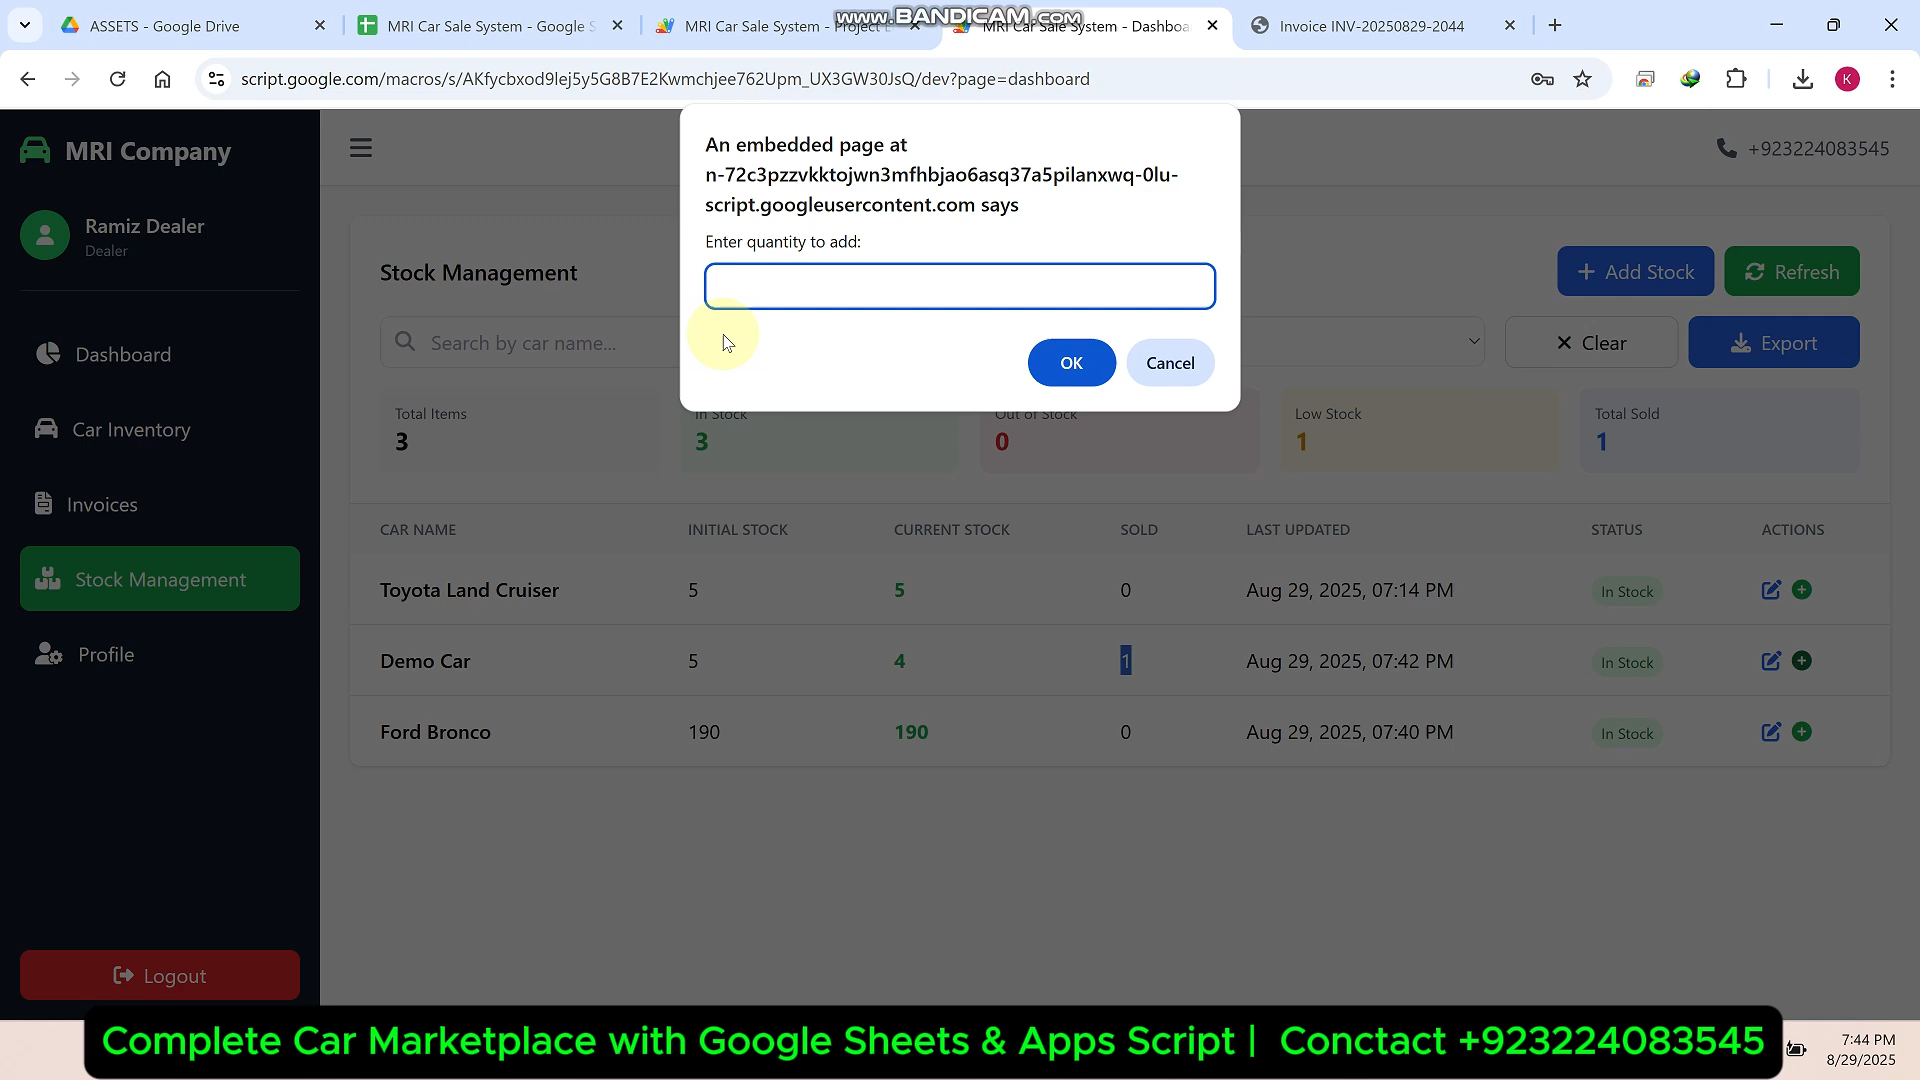 www.BANDICAM.com
ASSETS - Google Drive
MRI Car Sale System - Google S
MRI Car Sale System - Project E
MRI Car Sale System - Dashboa
Invoice INV-20250829-2044
script.google.com/macros/s/AKfycbxod9lej5y5G8B7E2Kwmchjee762Upm_UX3GW30JsQ/dev?page=dashboard
K
MRI Company
+923224083545
Ramiz Dealer
Dealer
Dashboard
Car Inventory
Invoices
Stock Management
Profile
Logout
An embedded page at
n-72c3pzzvkktojwn3mfhbjao6asq37a5pilanxwq-0lu-
script.googleusercontent.com says
Enter quantity to add:
OK
Cancel
Stock Management
Add Stock
Refresh
Search by car name...
Clear
Export
Total Items
In Stock
Out of Stock
Low Stock
Total Sold
3
3
0
1
1
CAR NAME INITIAL STOCK CURRENT STOCK SOLD LAST UPDATED STATUS ACTIONS
Toyota Land Cruiser 5 5 0 Aug 29, 2025, 07:14 PM In Stock
Demo Car 5 4 1 Aug 29, 2025, 07:42 PM In Stock
Ford Bronco 190 190 0 Aug 29, 2025, 07:40 PM In Stock
Complete Car Marketplace with Google Sheets & Apps Script | Conctact +923224083545
7:44 PM
8/29/2025